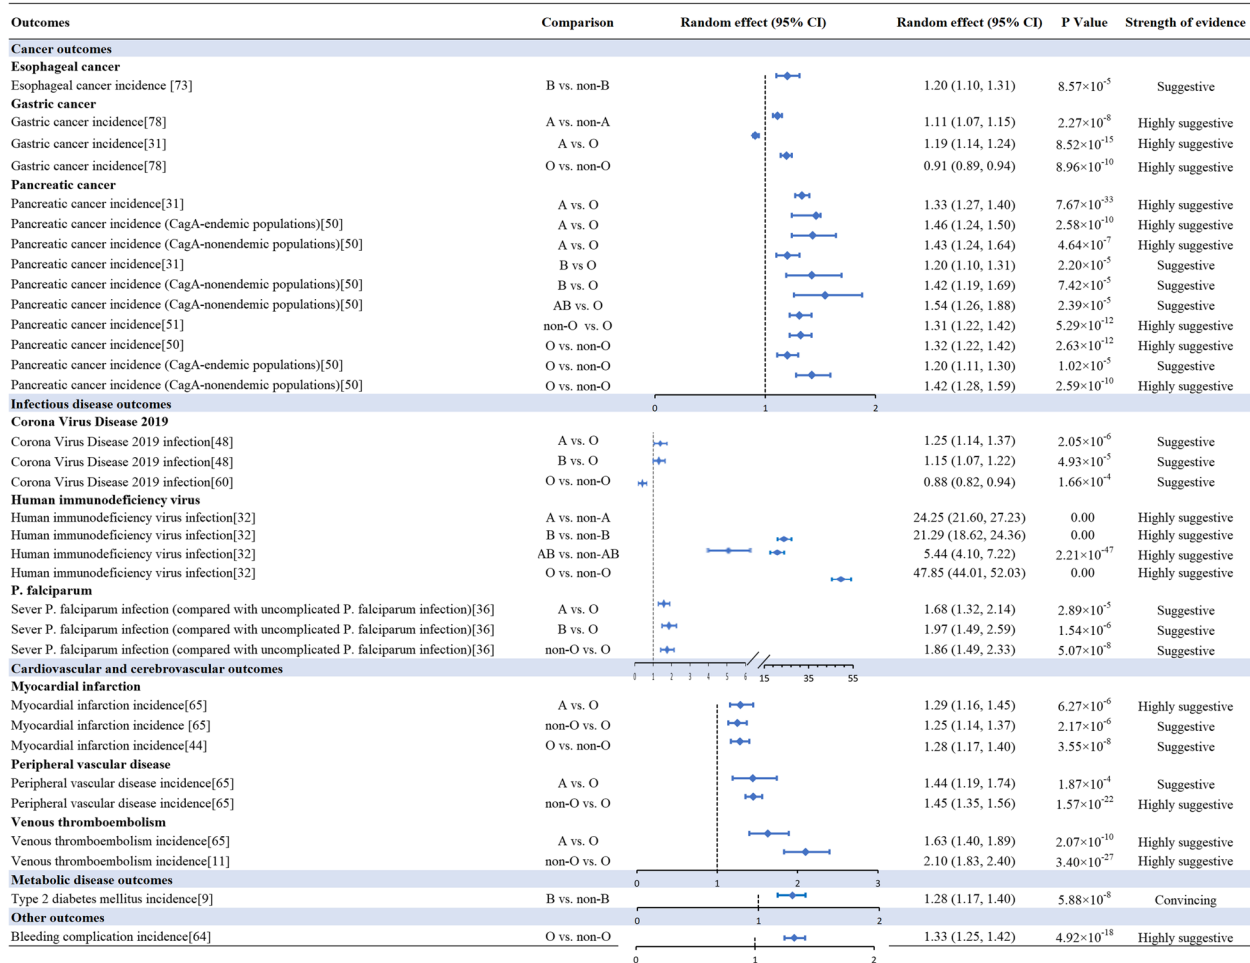 Outcomes Comparison Random effect (95% CI) Random effect (95% CI) P Value Strength of evidence
Cancer outcomes
Esophageal cancer
Esophageal cancer incidence [73] B vs. non-B 1.20 (1.10, 1.31) 8.57×10⁻⁵ Suggestive
Gastric cancer
Gastric cancer incidence[78] A vs. non-A 1.11 (1.07, 1.15) 2.27×10⁻⁸ Highly suggestive
Gastric cancer incidence[31] A vs. O 1.19 (1.14, 1.24) 8.52×10⁻¹⁵ Highly suggestive
Gastric cancer incidence[78] O vs. non-O 0.91 (0.89, 0.94) 8.96×10⁻¹⁰ Highly suggestive
Pancreatic cancer
Pancreatic cancer incidence[31] A vs. O 1.33 (1.27, 1.40) 7.67×10⁻³³ Highly suggestive
Pancreatic cancer incidence (CagA-endemic populations)[50] A vs. O 1.46 (1.24, 1.50) 2.58×10⁻¹⁰ Highly suggestive
Pancreatic cancer incidence (CagA-nonendemic populations)[50] A vs. O 1.43 (1.24, 1.64) 4.64×10⁻⁷ Highly suggestive
Pancreatic cancer incidence[31] B vs O 1.20 (1.10, 1.31) 2.20×10⁻⁵ Suggestive
Pancreatic cancer incidence (CagA-nonendemic populations)[50] B vs. O 1.42 (1.19, 1.69) 7.42×10⁻⁵ Suggestive
Pancreatic cancer incidence (CagA-nonendemic populations)[50] AB vs. O 1.54 (1.26, 1.88) 2.39×10⁻⁵ Suggestive
Pancreatic cancer incidence[51] non-O vs. O 1.31 (1.22, 1.42) 5.29×10⁻¹² Highly suggestive
Pancreatic cancer incidence[50] O vs. non-O 1.32 (1.22, 1.42) 2.63×10⁻¹² Highly suggestive
Pancreatic cancer incidence (CagA-endemic populations)[50] O vs. non-O 1.20 (1.11, 1.30) 1.02×10⁻⁵ Suggestive
Pancreatic cancer incidence (CagA-nonendemic populations)[50] O vs. non-O 1.42 (1.28, 1.59) 2.59×10⁻¹⁰ Highly suggestive
Infectious disease outcomes
0 1 2
Corona Virus Disease 2019
Corona Virus Disease 2019 infection[48] A vs. O 1.25 (1.14, 1.37) 2.05×10⁻⁶ Suggestive
Corona Virus Disease 2019 infection[48] B vs. O 1.15 (1.07, 1.22) 4.93×10⁻⁵ Suggestive
Corona Virus Disease 2019 infection[60] O vs. non-O 0.88 (0.82, 0.94) 1.66×10⁻⁴ Suggestive
Human immunodeficiency virus
Human immunodeficiency virus infection[32] A vs. non-A 24.25 (21.60, 27.23) 0.00 Highly suggestive
Human immunodeficiency virus infection[32] B vs. non-B 21.29 (18.62, 24.36) 0.00 Highly suggestive
Human immunodeficiency virus infection[32] AB vs. non-AB 5.44 (4.10, 7.22) 2.21×10⁻⁴⁷ Highly suggestive
Human immunodeficiency virus infection[32] O vs. non-O 47.85 (44.01, 52.03) 0.00 Highly suggestive
P. falciparum
Sever P. falciparum infection (compared with uncomplicated P. falciparum infection)[36] A vs. O 1.68 (1.32, 2.14) 2.89×10⁻⁵ Suggestive
Sever P. falciparum infection (compared with uncomplicated P. falciparum infection)[36] B vs. O 1.97 (1.49, 2.59) 1.54×10⁻⁶ Suggestive
Sever P. falciparum infection (compared with uncomplicated P. falciparum infection)[36] non-O vs. O 1.86 (1.49, 2.33) 5.07×10⁻⁸ Suggestive
Cardiovascular and cerebrovascular outcomes
0 1 2 3 4 5 6 15 35 55
Myocardial infarction
Myocardial infarction incidence[65] A vs. O 1.29 (1.16, 1.45) 6.27×10⁻⁶ Highly suggestive
Myocardial infarction incidence [65] non-O vs. O 1.25 (1.14, 1.37) 2.17×10⁻⁶ Suggestive
Myocardial infarction incidence[44] O vs. non-O 1.28 (1.17, 1.40) 3.55×10⁻⁸ Suggestive
Peripheral vascular disease
Peripheral vascular disease incidence[65] A vs. O 1.44 (1.19, 1.74) 1.87×10⁻⁴ Suggestive
Peripheral vascular disease incidence[65] non-O vs. O 1.45 (1.35, 1.56) 1.57×10⁻²² Highly suggestive
Venous thromboembolism
Venous thromboembolism incidence[65] A vs. O 1.63 (1.40, 1.89) 2.07×10⁻¹⁰ Highly suggestive
Venous thromboembolism incidence[11] non-O vs. O 2.10 (1.83, 2.40) 3.40×10⁻²⁷ Highly suggestive
Metabolic disease outcomes
0 1 2 3
Type 2 diabetes mellitus incidence[9] B vs. non-B 1.28 (1.17, 1.40) 5.88×10⁻⁸ Convincing
Other outcomes
0 1 2
Bleeding complication incidence[64] O vs. non-O 1.33 (1.25, 1.42) 4.92×10⁻¹⁸ Highly suggestive
0 1 2